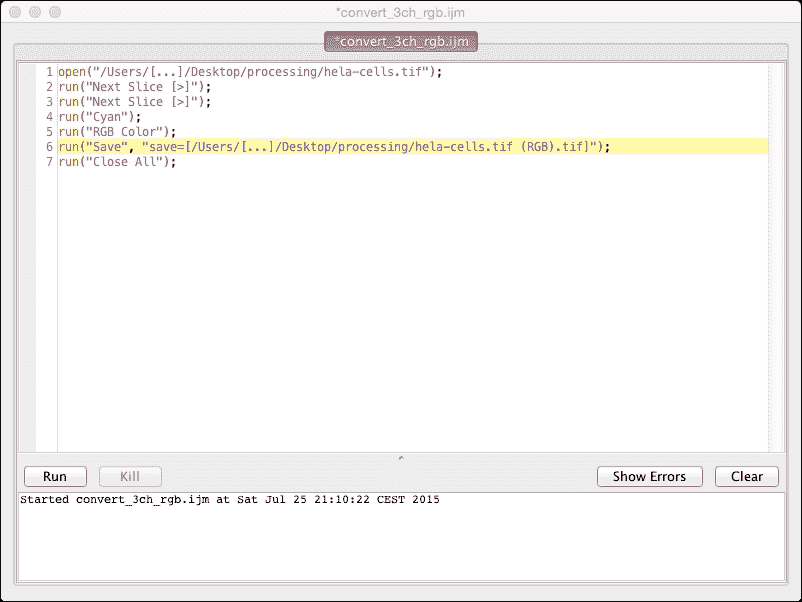 *convert_3ch_rgb.ijm
*convert_3ch_rgb.ijm
1 open("/Users/[...]/Desktop/processing/hela-cells.tif");
2 run("Next Slice [>]");
3 run("Next Slice [>]");
4 run("Cyan");
5 run("RGB Color");
6 run("Save", "save=[/Users/[...]/Desktop/processing/hela-cells.tif (RGB).tif]");
7 run("Close All");
Run Kill Show Errors Clear
Started convert_3ch_rgb.ijm at Sat Jul 25 21:10:22 CEST 2015